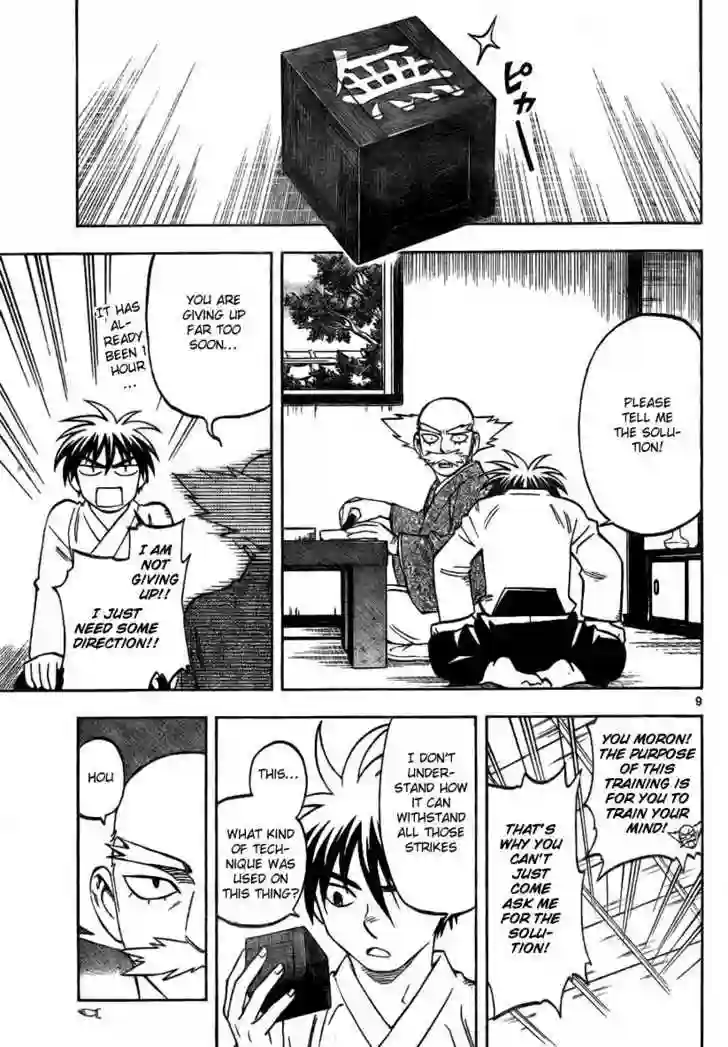 無
ピカー
PLEASE
TELL ME
THE SOLU-
TION!
YOU ARE
GIVING UP
FAR TOO
SOON...
IT HAS
AL-
READY
BEEN 1
HOUR
...
I AM
NOT
GIVING
UP!!
I JUST
NEED SOME
DIRECTION!!
9
YOU MORON!
THE PURPOSE
OF THIS
TRAINING IS
FOR YOU TO
TRAIN YOUR
MIND!
THAT'S
WHY YOU
CAN'T
JUST
COME
ASK ME
FOR THE
SOLU-
TION!
I DON'T
UNDER-
STAND HOW
IT CAN
WITHSTAND
ALL THOSE
STRIKES
THIS...
WHAT KIND
OF TECH-
NIQUE WAS
USED ON
THIS THING?
HOU